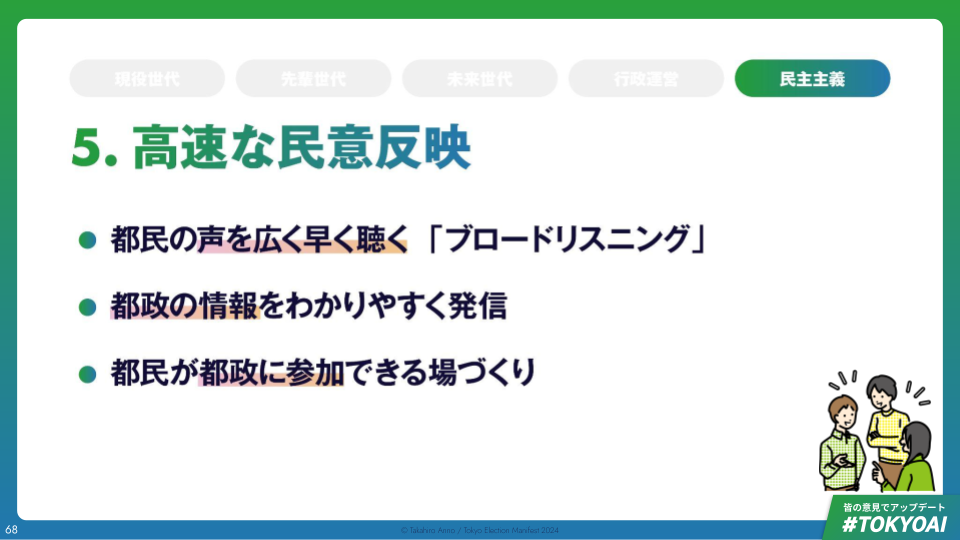 現役世代
先輩世代
未来世代
行政運営
民主主義
5. 高速な民意反映
都民の声を広く早く聴く「ブロードリスニング」
都政の情報をわかりやすく発信
都民が都政に参加できる場づくり
皆の意見でアップデート
#TOKYOAI
68
© Takahiro Anno / Tokyo Election Manifest 2024